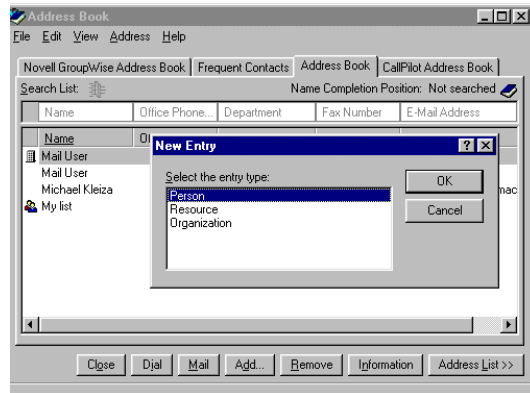 Address Book
File Edit View Address Help
Novell GroupWise Address Book Frequent Contacts Address Book CallPilot Address Book
Search List: Name Completion Position: Not searched
Name Office Phone... Department Fax Number E-Mail Address
Name
Mail User
Mail User
Michael Kleiza
My list
New Entry
Select the entry type:
Person
Resource
Organization
OK
Cancel
Close Dial Mail Add... Remove Information Address List >>